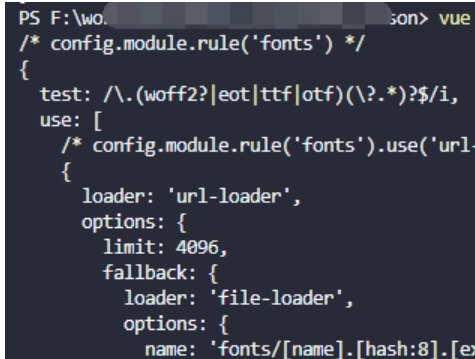 PS F:\wo son> vue
/* config.module.rule('fonts') */
{
  test: /\.(woff2?|eot|ttf|otf)(\?.*)?$/i,
  use: [
    /* config.module.rule('fonts').use('url-
    {
      loader: 'url-loader',
      options: {
        limit: 4096,
        fallback: {
          loader: 'file-loader',
          options: {
            name: 'fonts/[name].[hash:8].[ex